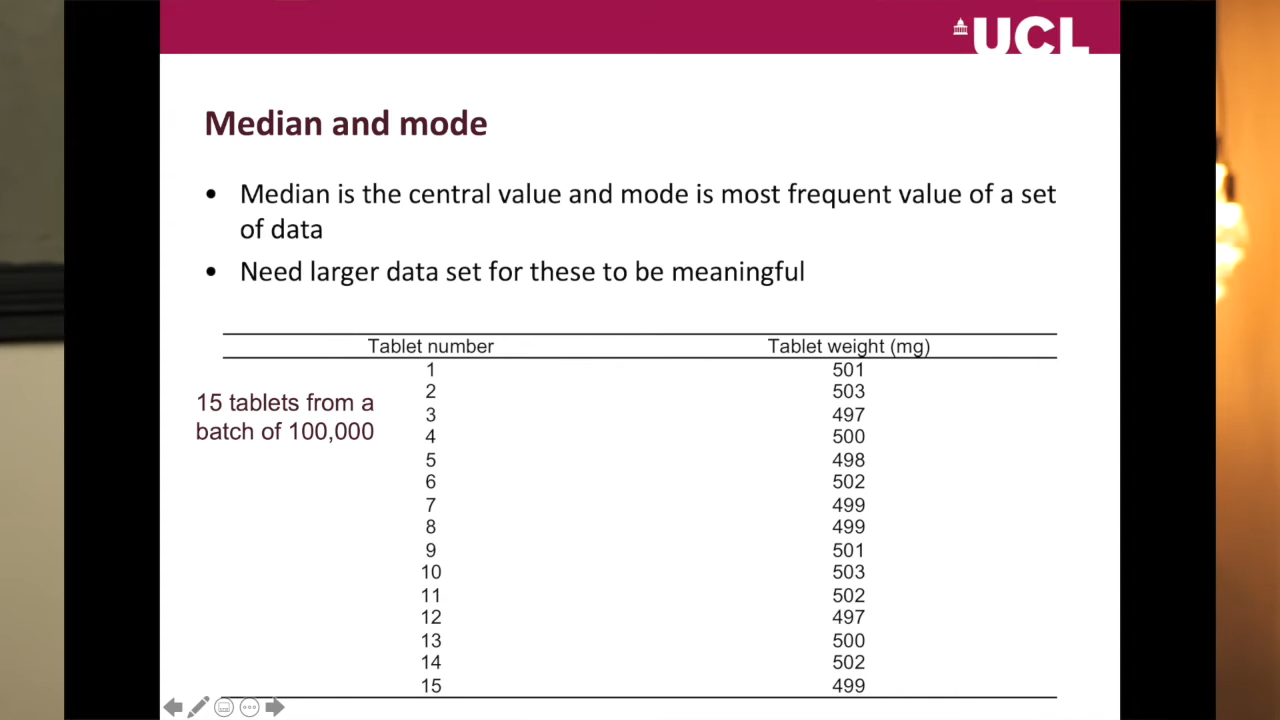 UCL
Median and mode
• Median is the central value and mode is most frequent value of a set
of data
• Need larger data set for these to be meaningful
15 tablets from a
batch of 100,000
Tablet number Tablet weight (mg)
1 501
2 503
3 497
4 500
5 498
6 502
7 499
8 499
9 501
10 503
11 502
12 497
13 500
14 502
15 499